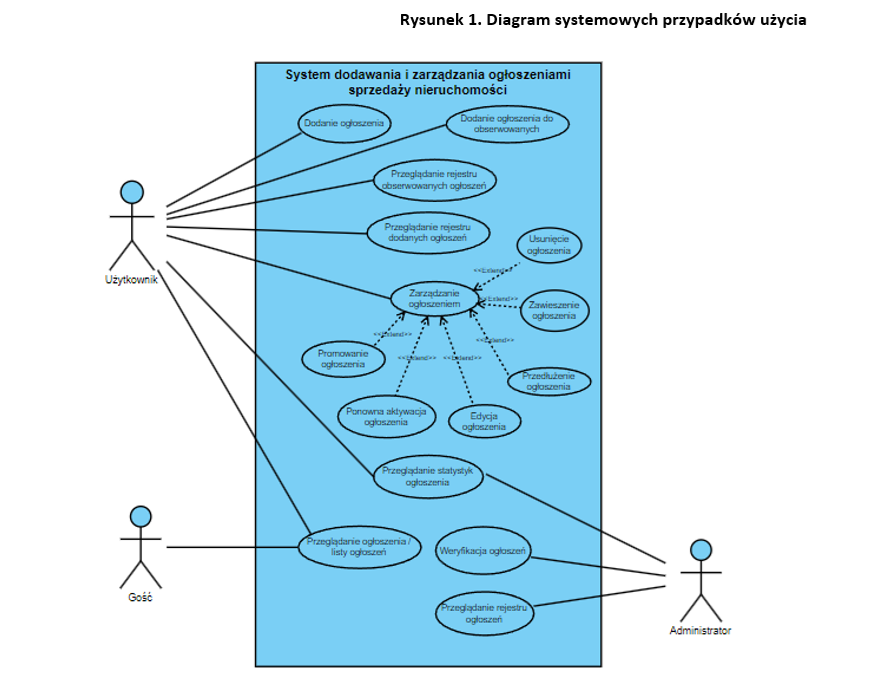 Rysunek 1. Diagram systemowych przypadków użycia
System dodawania i zarządzania ogłoszeniami
sprzedaży nieruchomości
Dodanie ogłoszenia
Dodanie ogłoszenia do
obserwowanych
Przeglądanie rejestru
obserwowanych ogłoszeń
Przeglądanie rejestru
dodanych ogłoszeń
Usunięcie
ogłoszenia
<<Extend>>
Użytkownik
Zarządzanie
ogłoszeniem
<<Extend>>
Zawieszenie
ogłoszenia
<<Extend>>
<<Extend>>
Promowanie
ogłoszenia
<<Extend>>
<<Extend>>
Przedłużenie
ogłoszenia
Ponowna aktywacja
ogłoszenia
Edycja
ogłoszenia
Przeglądanie statystyk
ogłoszenia
Przeglądanie ogłoszenia /
listy ogłoszeń
Weryfikacja ogłoszeń
Gość
Przeglądanie rejestru
ogłoszeń
Administrator